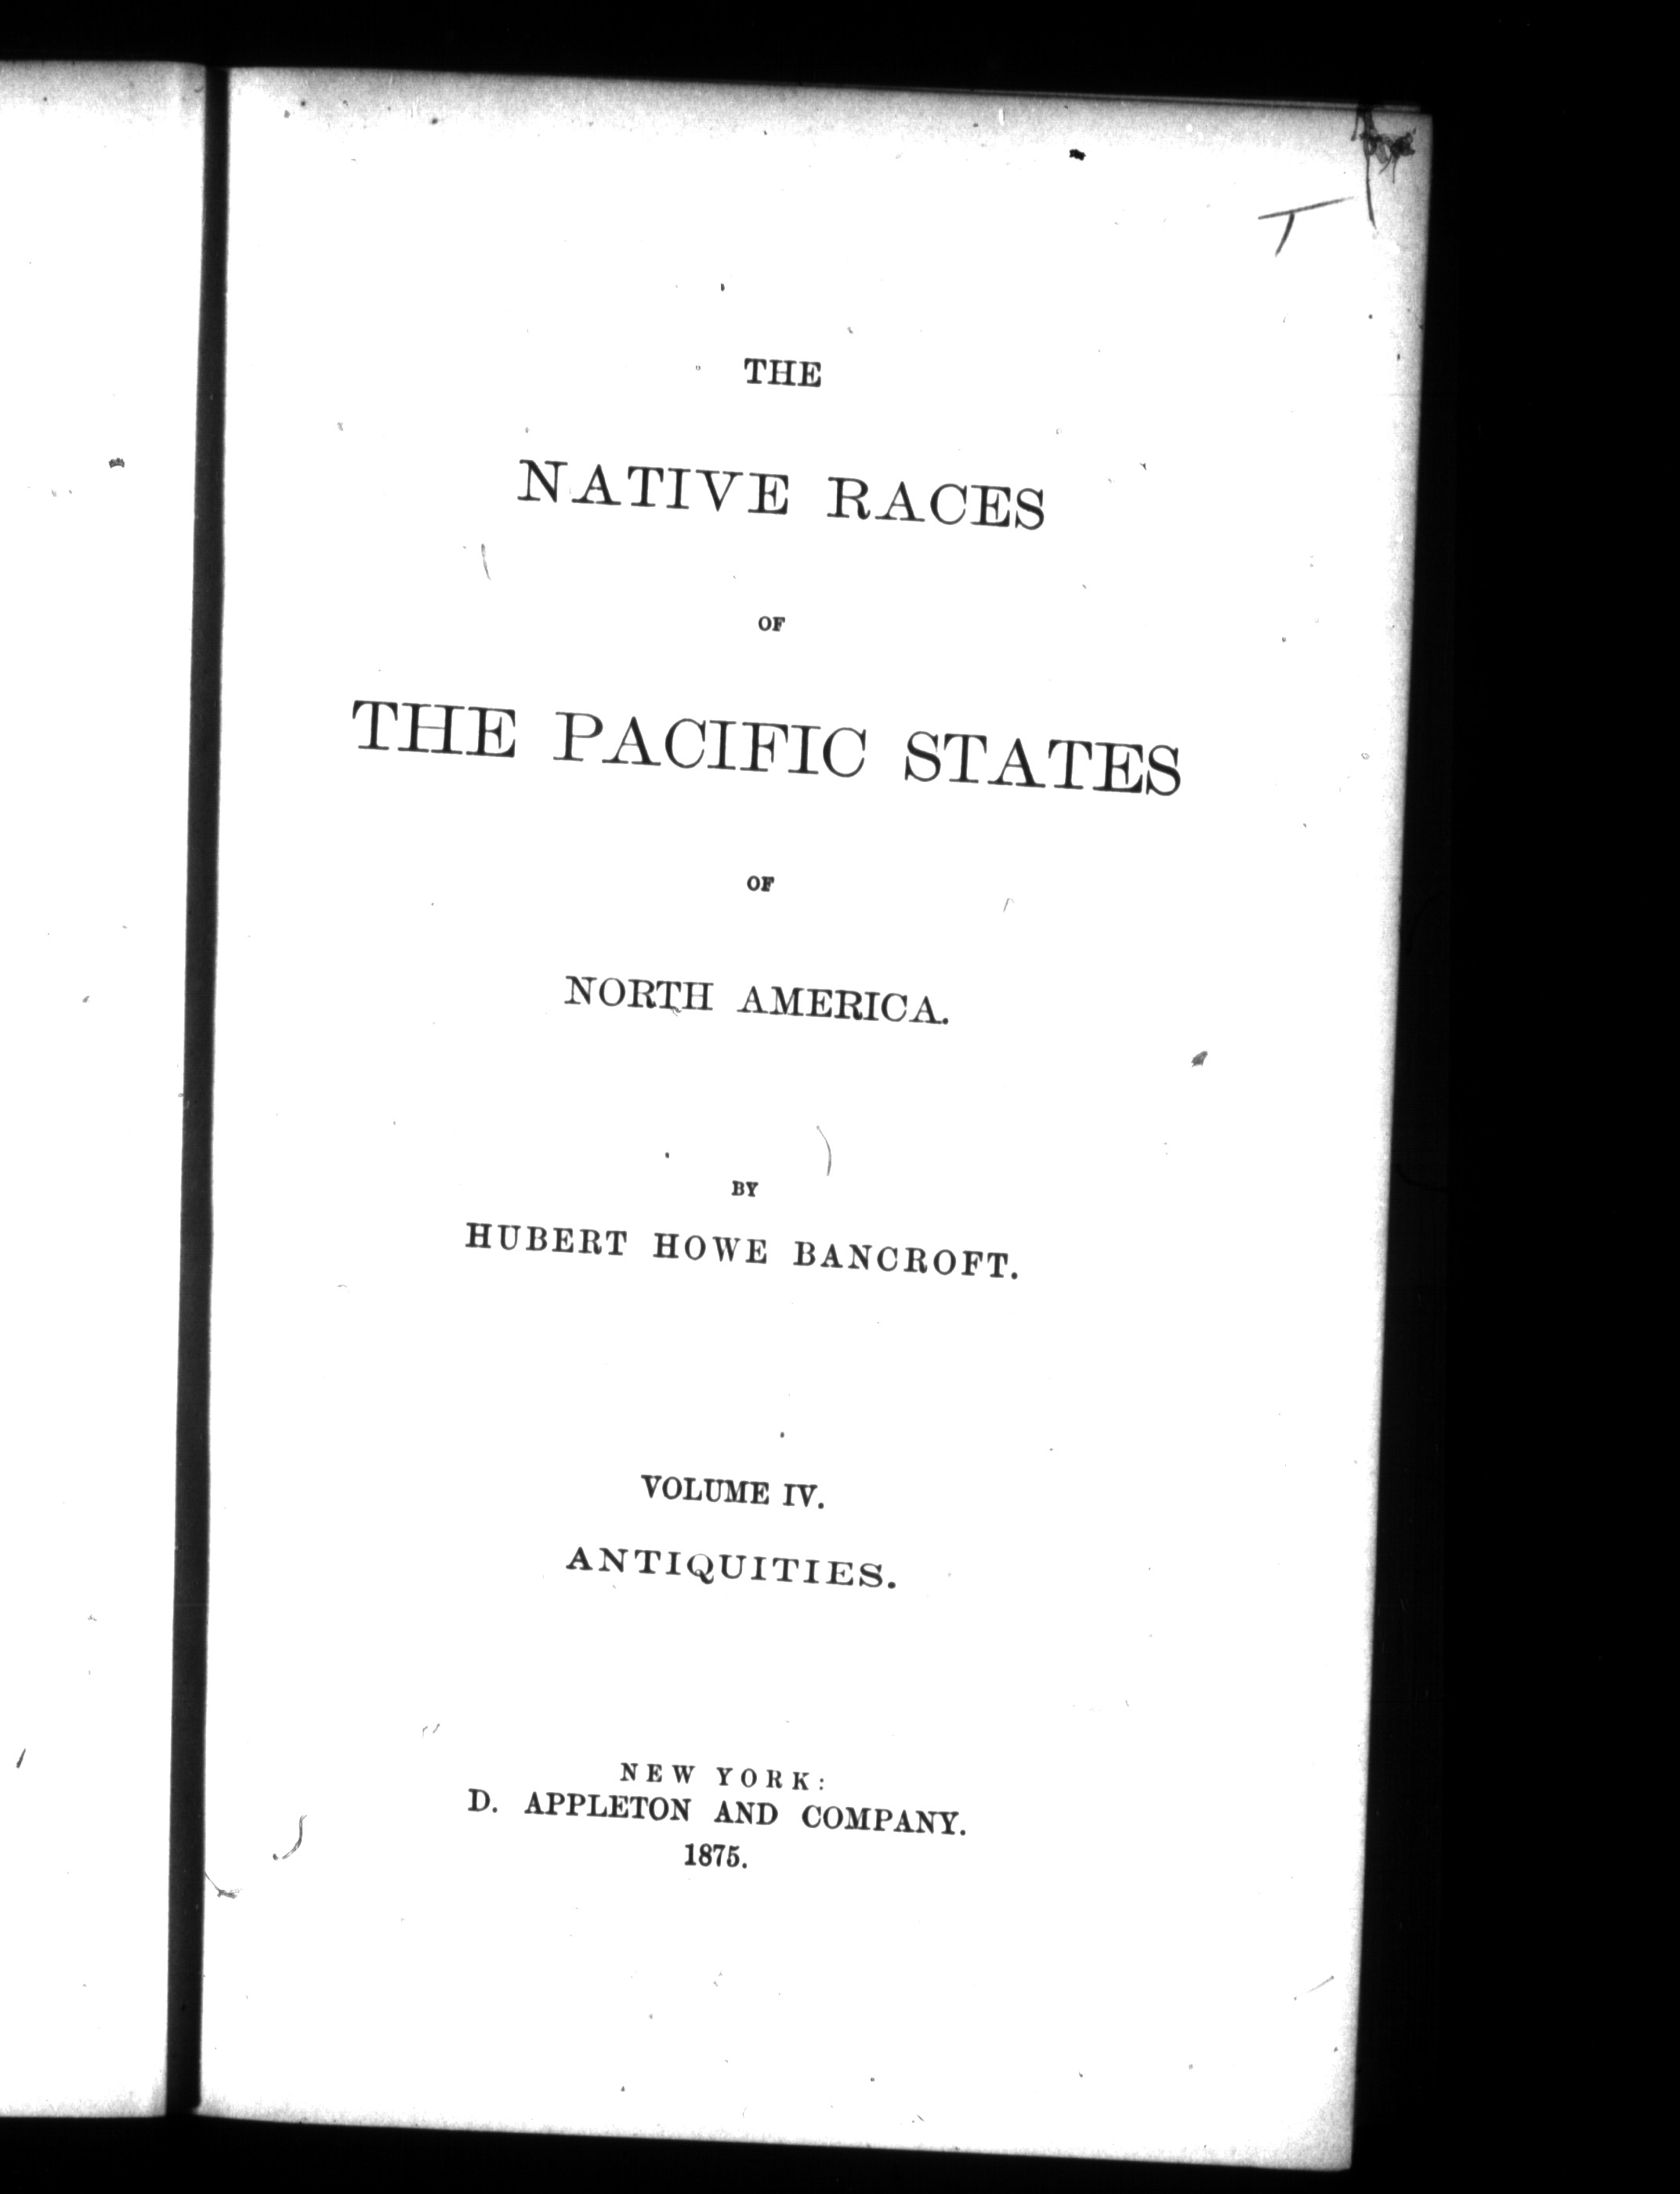 THE
NATIVE RACES
OF
THE PACIFIC STATES
OF
NORTH AMERICA.
BY
HUBERT HOWE BANCROFT.
VOLUME IV.
ANTIQUITIES.
NEW YORK:
D. APPLETON AND COMPANY.
1875.